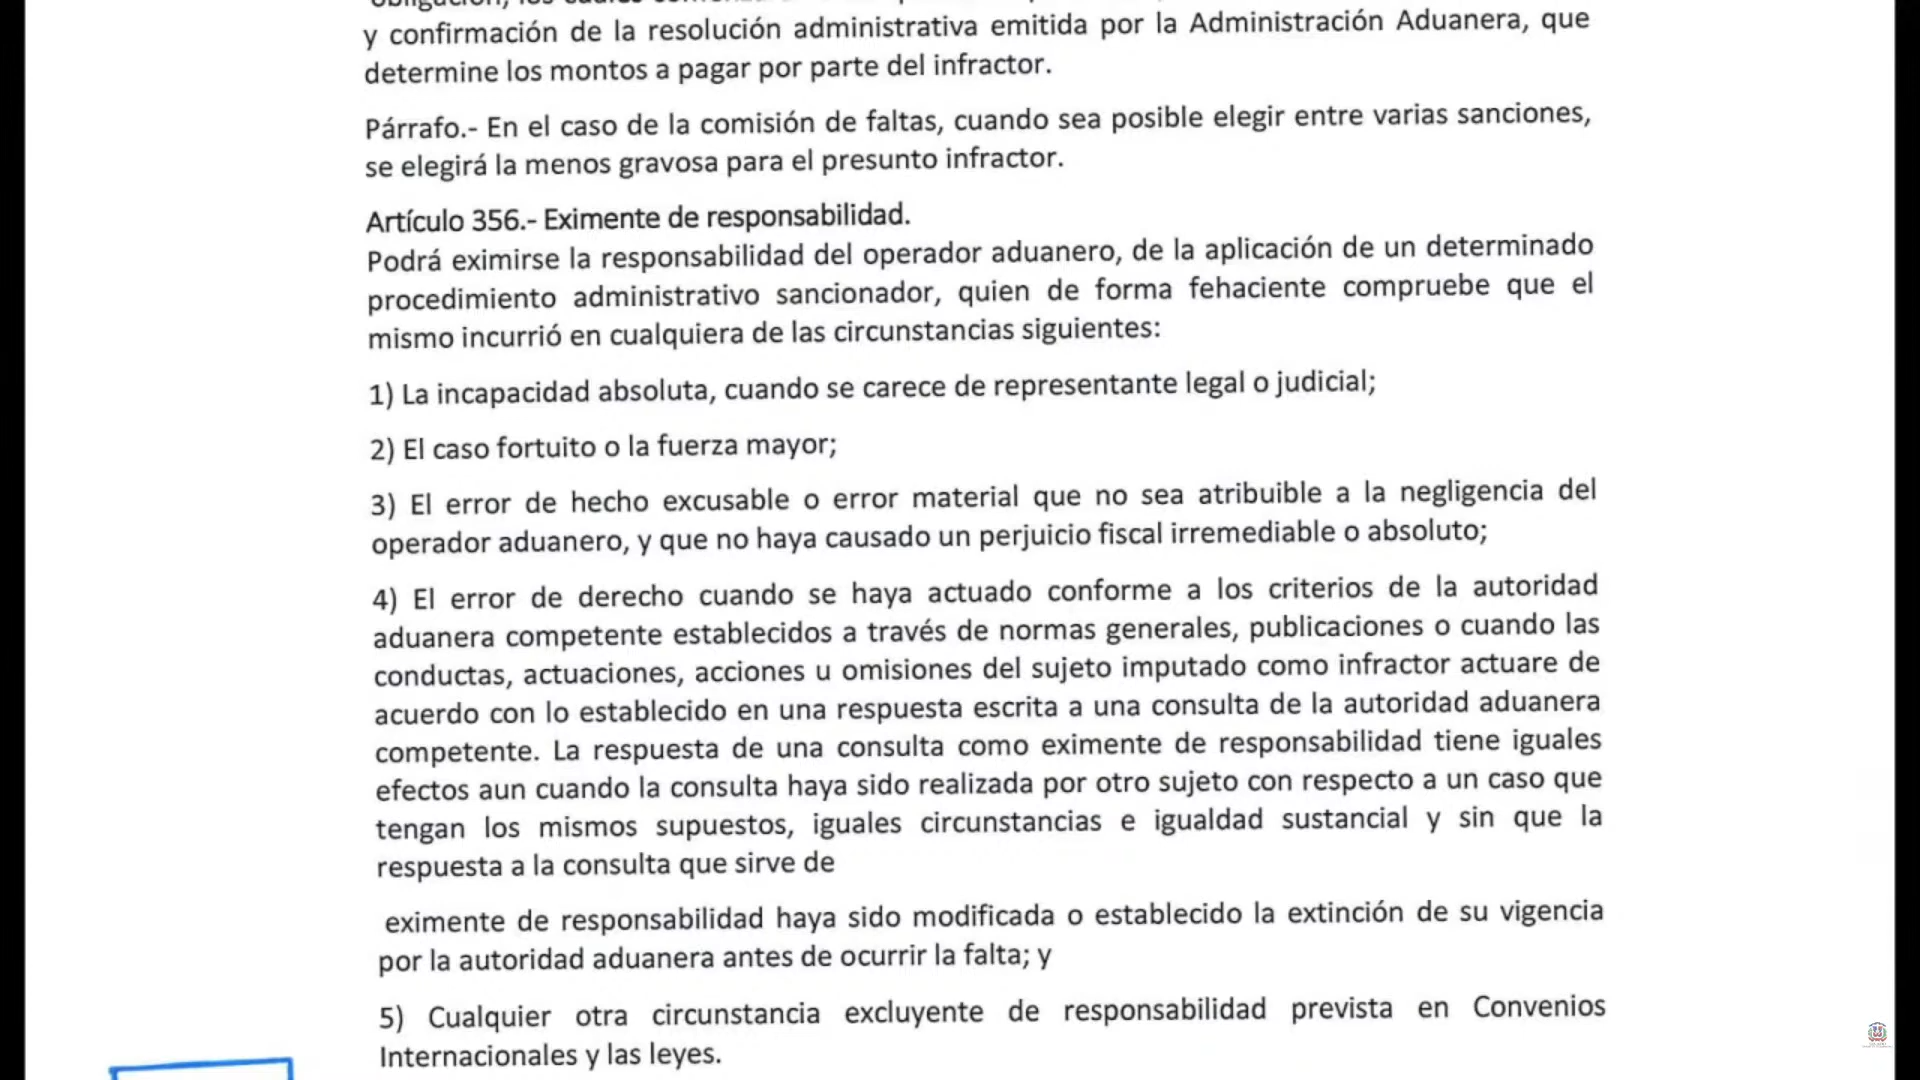 y confirmación de la resolución administrativa emitida por la Administración Aduanera, que
determine los montos a pagar por parte del infractor.
Párrafo.- En el caso de la comisión de faltas, cuando sea posible elegir entre varias sanciones,
se elegirá la menos gravosa para el presunto infractor.
Artículo 356.- Eximente de responsabilidad.
Podrá eximirse la responsabilidad del operador aduanero, de la aplicación de un determinado
procedimiento administrativo sancionador, quien de forma fehaciente compruebe que el
mismo incurrió en cualquiera de las circunstancias siguientes:
1) La incapacidad absoluta, cuando se carece de representante legal o judicial;
2) El caso fortuito o la fuerza mayor;
3) El error de hecho excusable o error material que no sea atribuible a la negligencia del
operador aduanero, y que no haya causado un perjuicio fiscal irremediable o absoluto;
4) El error de derecho cuando se haya actuado conforme a los criterios de la autoridad
aduanera competente establecidos a través de normas generales, publicaciones o cuando las
conductas, actuaciones, acciones u omisiones del sujeto imputado como infractor actuare de
acuerdo con lo establecido en una respuesta escrita a una consulta de la autoridad aduanera
competente. La respuesta de una consulta como eximente de responsabilidad tiene iguales
efectos aun cuando la consulta haya sido realizada por otro sujeto con respecto a un caso que
tengan los mismos supuestos, iguales circunstancias e igualdad sustancial y sin que la
respuesta a la consulta que sirve de
eximente de responsabilidad haya sido modificada o establecido la extinción de su vigencia
por la autoridad aduanera antes de ocurrir la falta; y
5) Cualquier otra circunstancia excluyente de responsabilidad prevista en Convenios
Internacionales y las leyes.